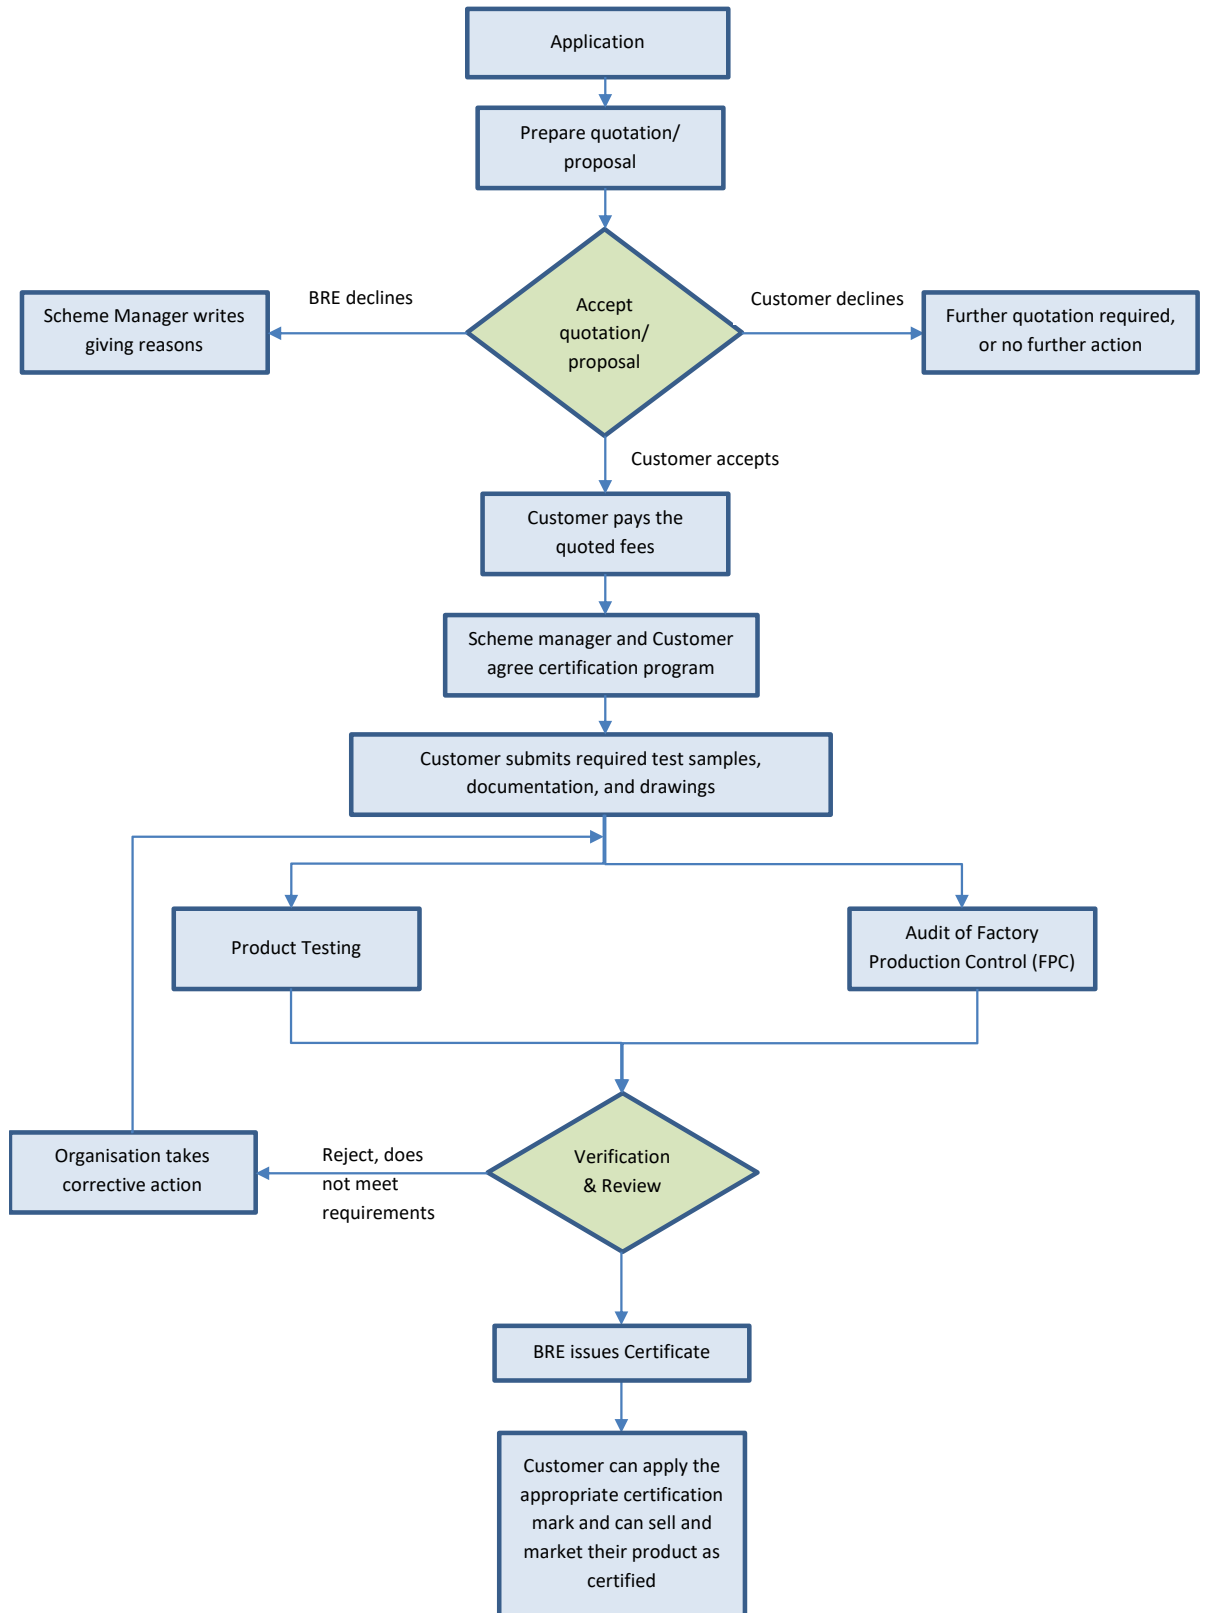 Application
Prepare quotation/
proposal
BRE declines
Customer declines
Scheme Manager writes
giving reasons
Accept
quotation/
proposal
Further quotation required,
or no further action
Customer accepts
Customer pays the
quoted fees
Scheme manager and Customer
agree certification program
Customer submits required test samples,
documentation, and drawings
Product Testing
Audit of Factory
Production Control (FPC)
Organisation takes
corrective action
Reject, does
not meet
requirements
Verification
& Review
BRE issues Certificate
Customer can apply the
appropriate certification
mark and can sell and
market their product as
certified